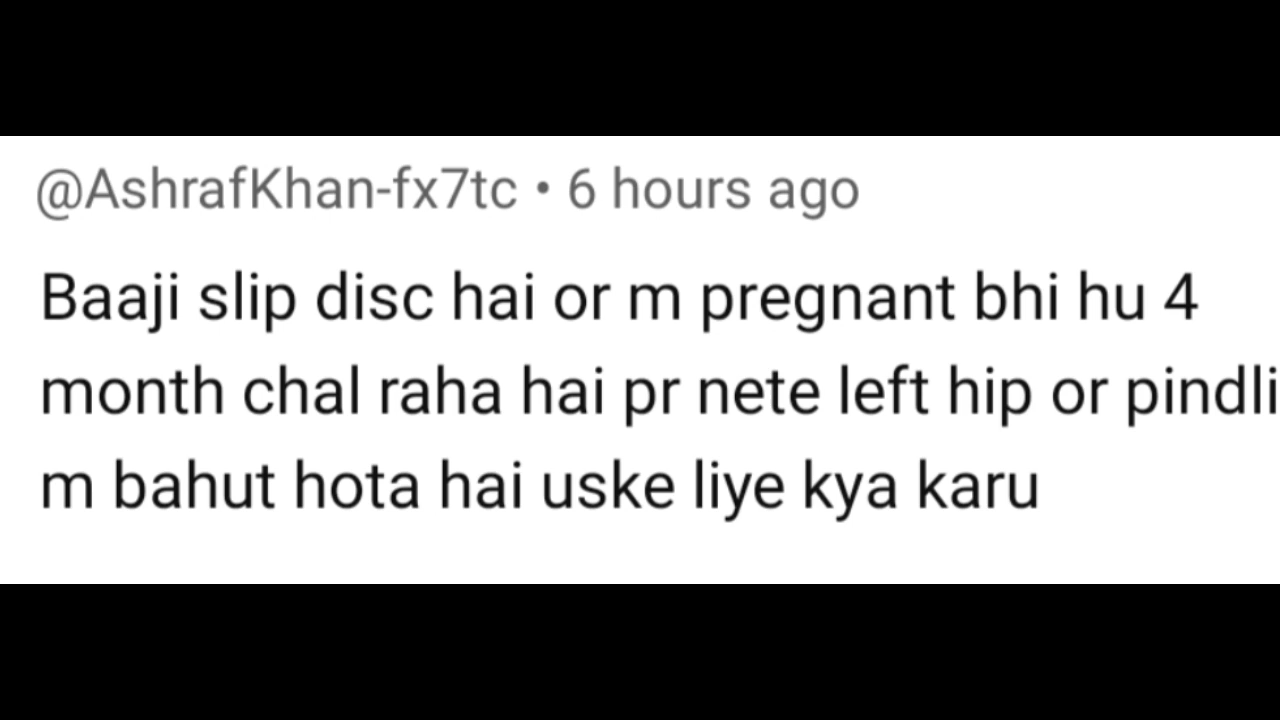 @AshrafKhan-fx7tc • 6 hours ago
Baaji slip disc hai or m pregnant bhi hu 4
month chal raha hai pr nete left hip or pindli
m bahut hota hai uske liye kya karu